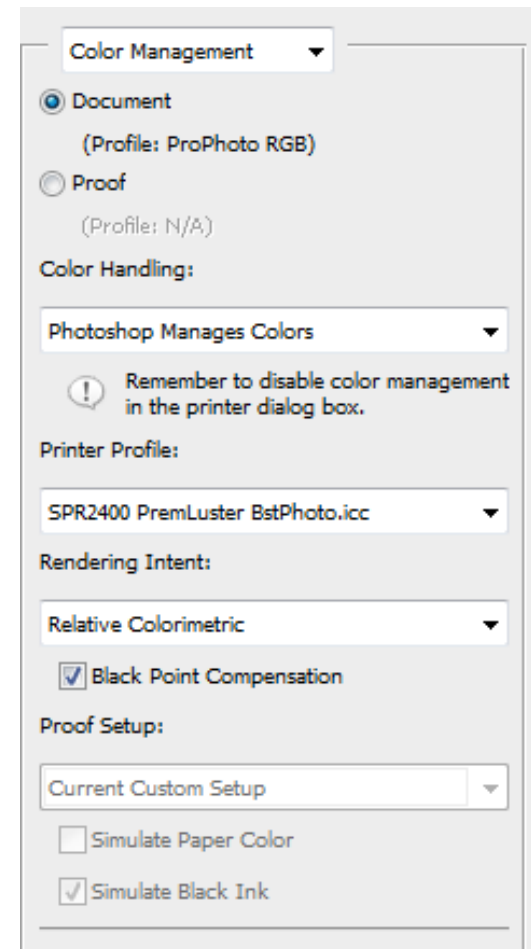 Color Management
Document
(Profile: ProPhoto RGB)
Proof
(Profile: N/A)
Color Handling:
Photoshop Manages Colors
Remember to disable color management
in the printer dialog box.
Printer Profile:
SPR2400 PremLuster BstPhoto.icc
Rendering Intent:
Relative Colorimetric
Black Point Compensation
Proof Setup:
Current Custom Setup
Simulate Paper Color
Simulate Black Ink